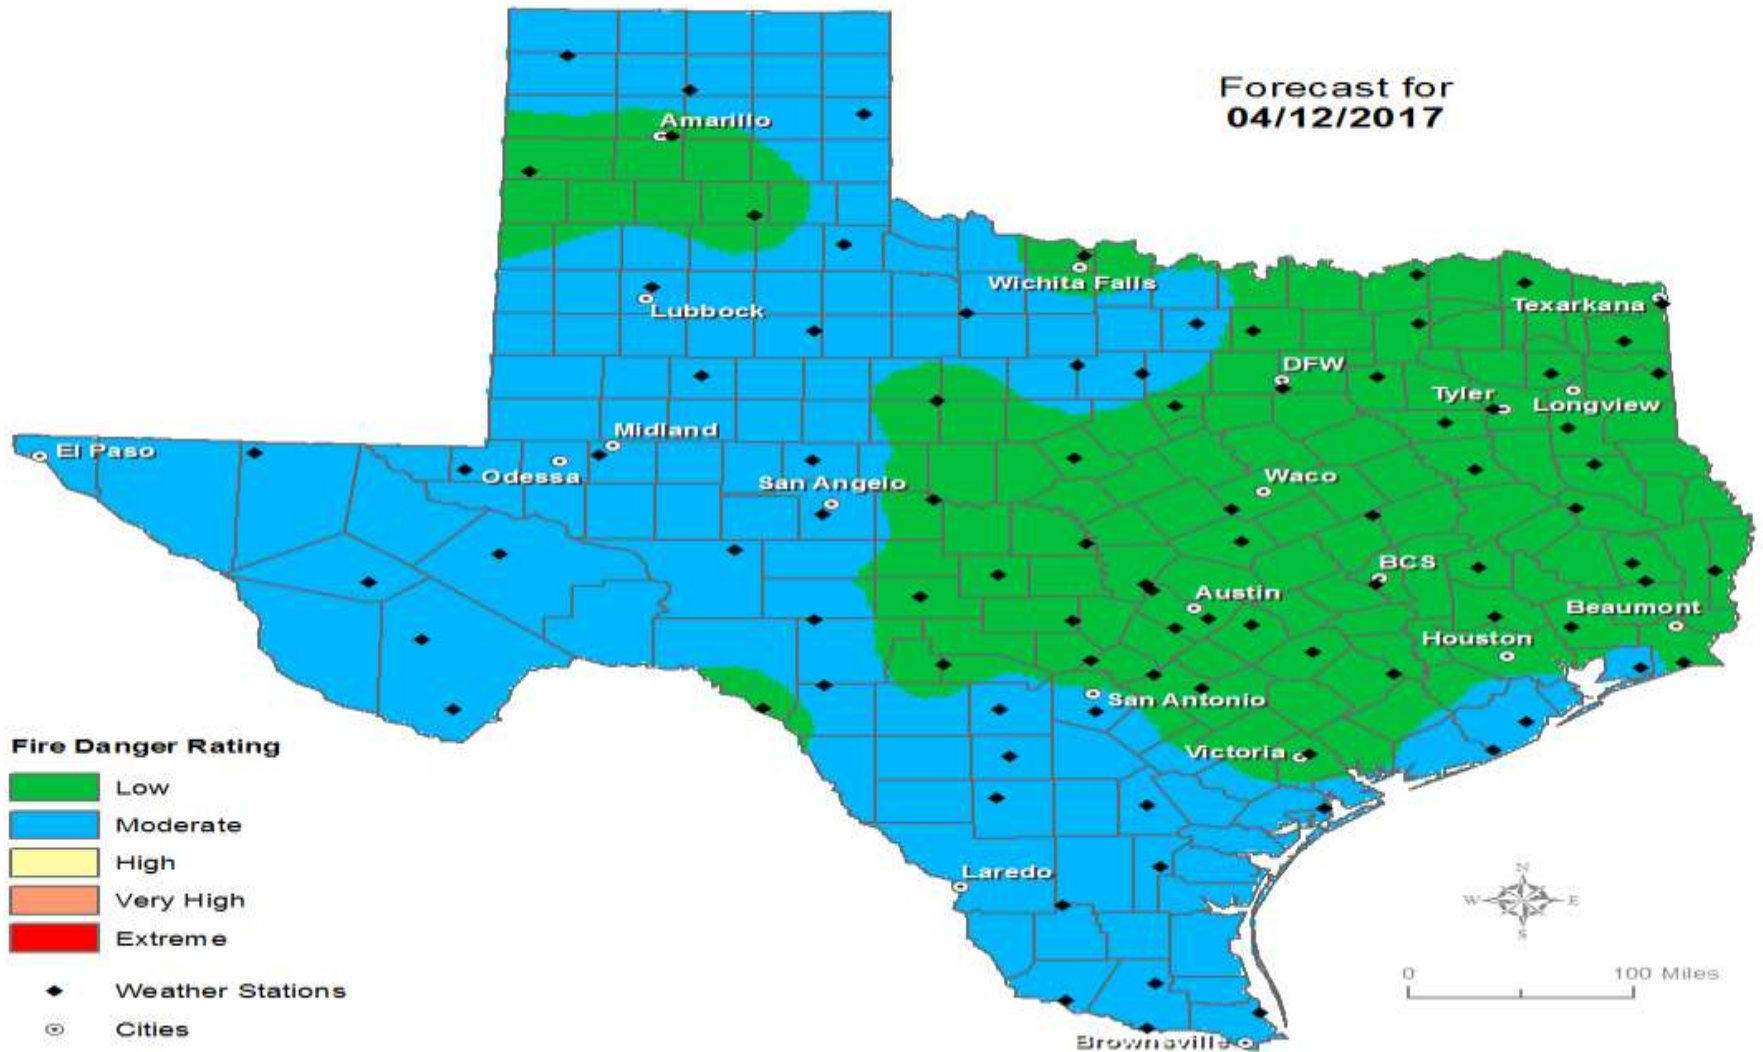 Forecast for
04/12/2017
Amarillo
Wichita Falls
Lubbock
Texarkana
DFW
Tyler
Longview
Midland
El Paso
Odessa
San Angelo
Waco
BCS
Austin
Beaumont
Houston
San Antonio
Victoria
Laredo
Brownsville
Fire Danger Rating
Low
Moderate
High
Very High
Extreme
Weather Stations
Cities
N
W E
S
0 100 Miles